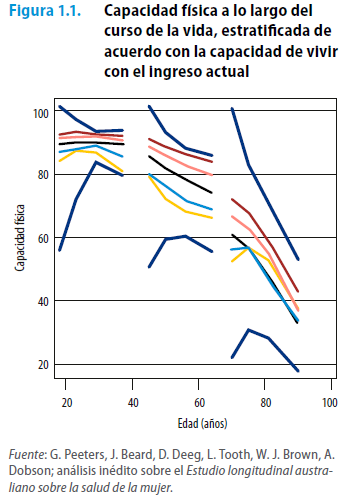 Figura 1.1. Capacidad física a lo largo del
curso de la vida, estratificada de
acuerdo con la capacidad de vivir
con el ingreso actual
100
80
60
40
20
Capacidad física
20 40 60 80 100
Edad (años)
Fuente: G. Peeters, J. Beard, D. Deeg, L. Tooth, W. J. Brown, A.
Dobson; análisis inédito sobre el Estudio longitudinal austra-
liano sobre la salud de la mujer.